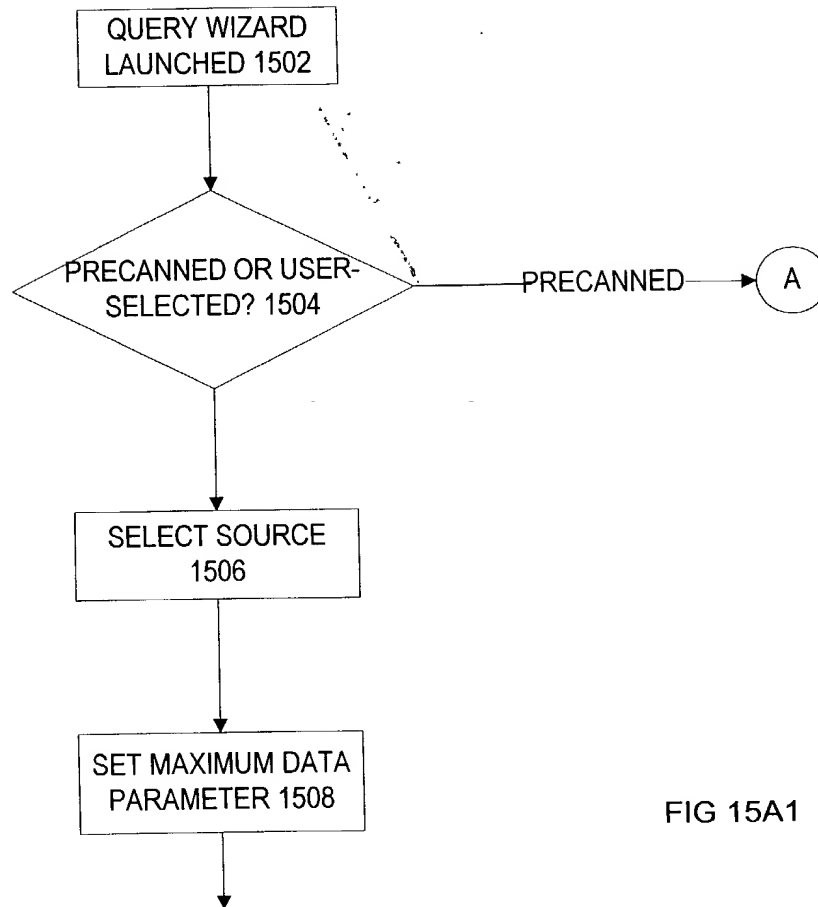 QUERY WIZARD
LAUNCHED 1502
PRECANNED OR USER-
SELECTED? 1504
PRECANNED
A
SELECT SOURCE
1506
SET MAXIMUM DATA
PARAMETER 1508
FIG 15A1